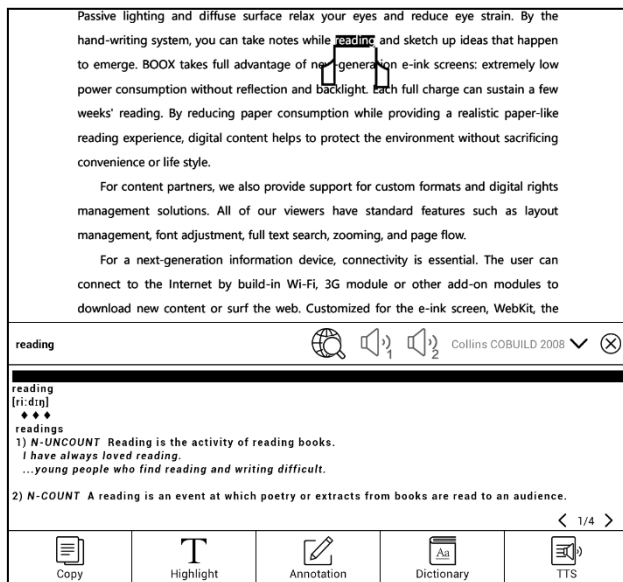 Passive lighting and diffuse surface relax your eyes and reduce eye strain. By the
hand-writing system, you can take notes while reading and sketch up ideas that happen
to emerge. BOOX takes full advantage of new-generation e-ink screens: extremely low
power consumption without reflection and backlight. Each full charge can sustain a few
weeks' reading. By reducing paper consumption while providing a realistic paper-like
reading experience, digital content helps to protect the environment without sacrificing
convenience or life style.
For content partners, we also provide support for custom formats and digital rights
management solutions. All of our viewers have standard features such as layout
management, font adjustment, full text search, zooming, and page flow.
For a next-generation information device, connectivity is essential. The user can
connect to the Internet by build-in Wi-Fi, 3G module or other add-on modules to
download new content or surf the web. Customized for the e-ink screen, WebKit, the
reading 1 2 Collins COBUILD 2008
reading
[ri:dɪŋ]
♦♦♦
readings
1) N-UNCOUNT Reading is the activity of reading books.
I have always loved reading.
...young people who find reading and writing difficult.
2) N-COUNT A reading is an event at which poetry or extracts from books are read to an audience.
< 1/4 >
Copy Highlight Annotation Dictionary TTS